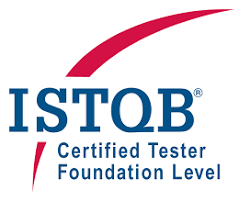 ISTQB®
Certified Tester
Foundation Level